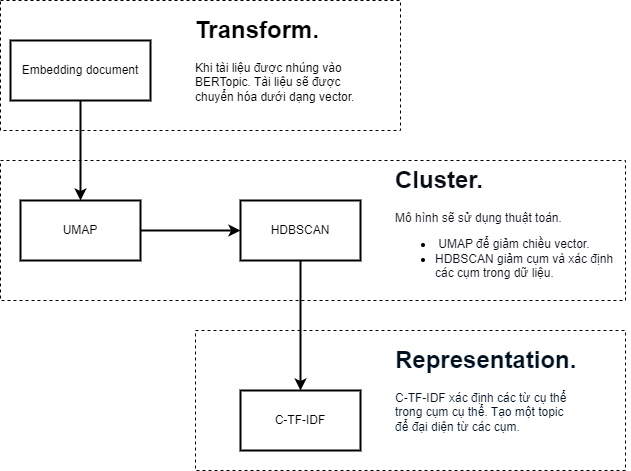 Transform.
Embedding document
Khi tài liệu được nhúng vào
BERTopic. Tài liệu sẽ được
chuyển hóa dưới dạng vector.
Cluster.
UMAP
HDBSCAN
Mô hình sẽ sử dụng thuật toán.
• UMAP để giảm chiều vector.
• HDBSCAN giảm cụm và xác định
các cụm trong dữ liệu.
Representation.
C-TF-IDF
C-TF-IDF xác định các từ cụ thể
trong cụm cụ thể. Tạo một topic
để đại diện từ các cụm.